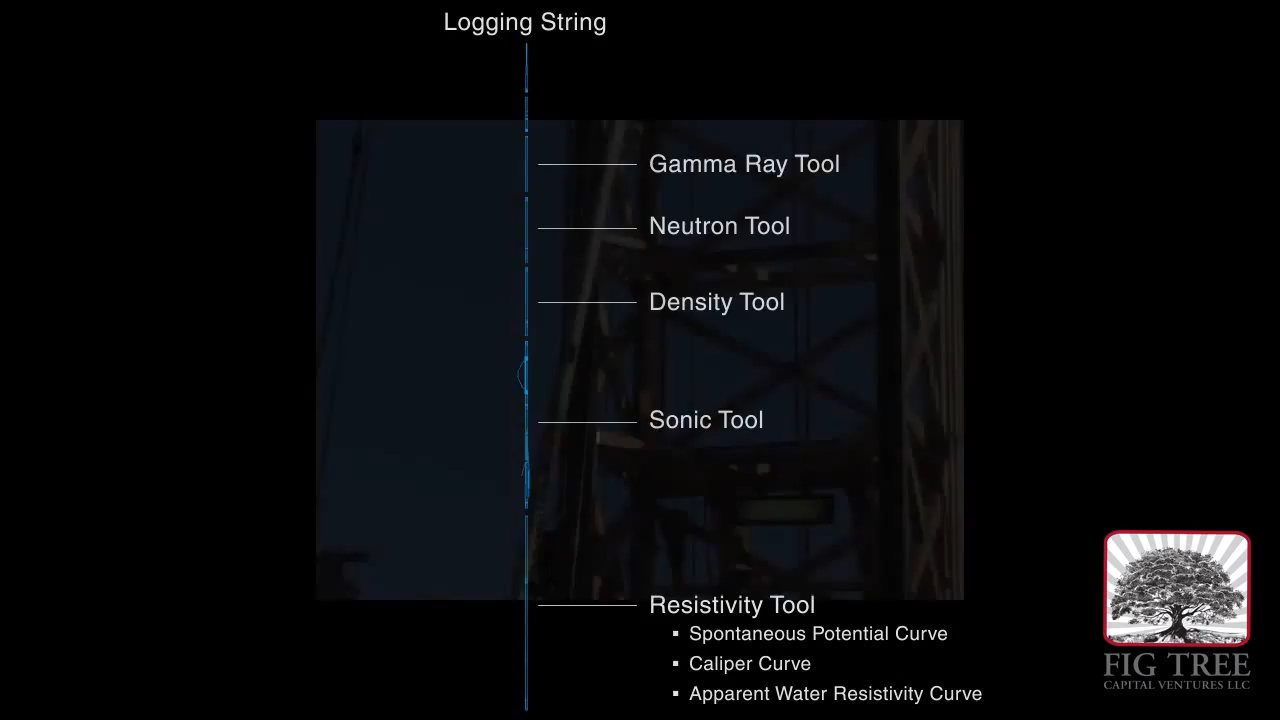 Logging String
Gamma Ray Tool
Neutron Tool
Density Tool
Sonic Tool
Resistivity Tool
▪ Spontaneous Potential Curve
▪ Caliper Curve
▪ Apparent Water Resistivity Curve
FIG TREE
CAPITAL VENTURES LLC